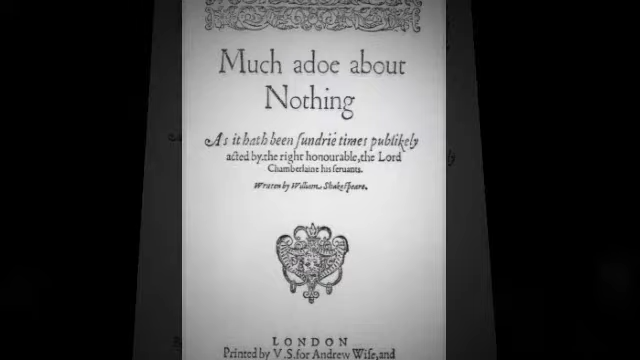 Much adoe about
Nothing
As it hath been ſundrie times publikely
acted by the right honourable, the Lord
Chamberlaine his ſeruants.
Written by William Shakeſpeare.
LONDON
Printed by V.S. for Andrew Wiſe, and